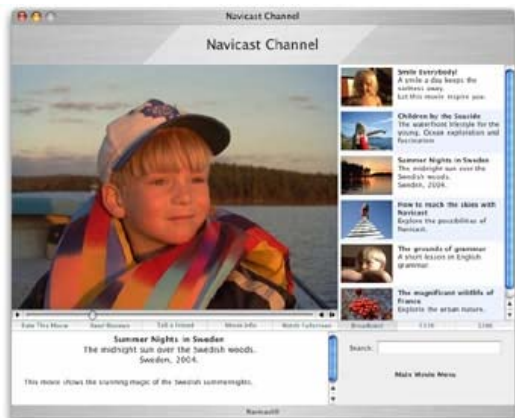 Navicast Channel
Navicast Channel
Smile Everybody!
A smile a day keeps the
sadness away.
Let this movie inspire you.
Children by the Seaside
The waterfront lifestyle for the
young. Ocean exploration and
fascination
Summer Nights in Sweden
The midnight sun over the
Swedish woods.
Sweden, 2004.
How to reach the skies with
Navicast
Explore the possibilities of
Navicast.
The grounds of grammar
A short lesson in English
grammar.
The magnificent wildlife of
France
Explore the urban nature.
Rate This Movie Read Reviews Tell a Friend Movie Info Watch Fullscreen Broadband
Summer Nights in Sweden
The midnight sun over the Swedish woods.
Sweden, 2004.
This movie shows the stunning magic of the Swedish summernights.
Search:
Main Movie Menu
Navicast®